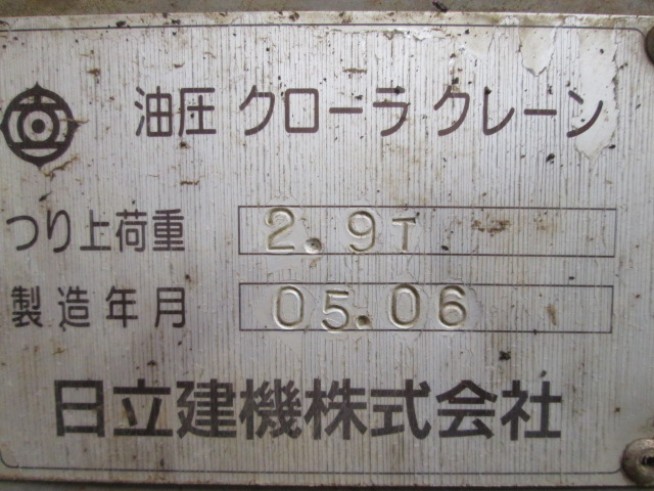 油圧 クローラ クレーン
つり上荷重 2.9T
製造年月 05.06
日立建機株式会社